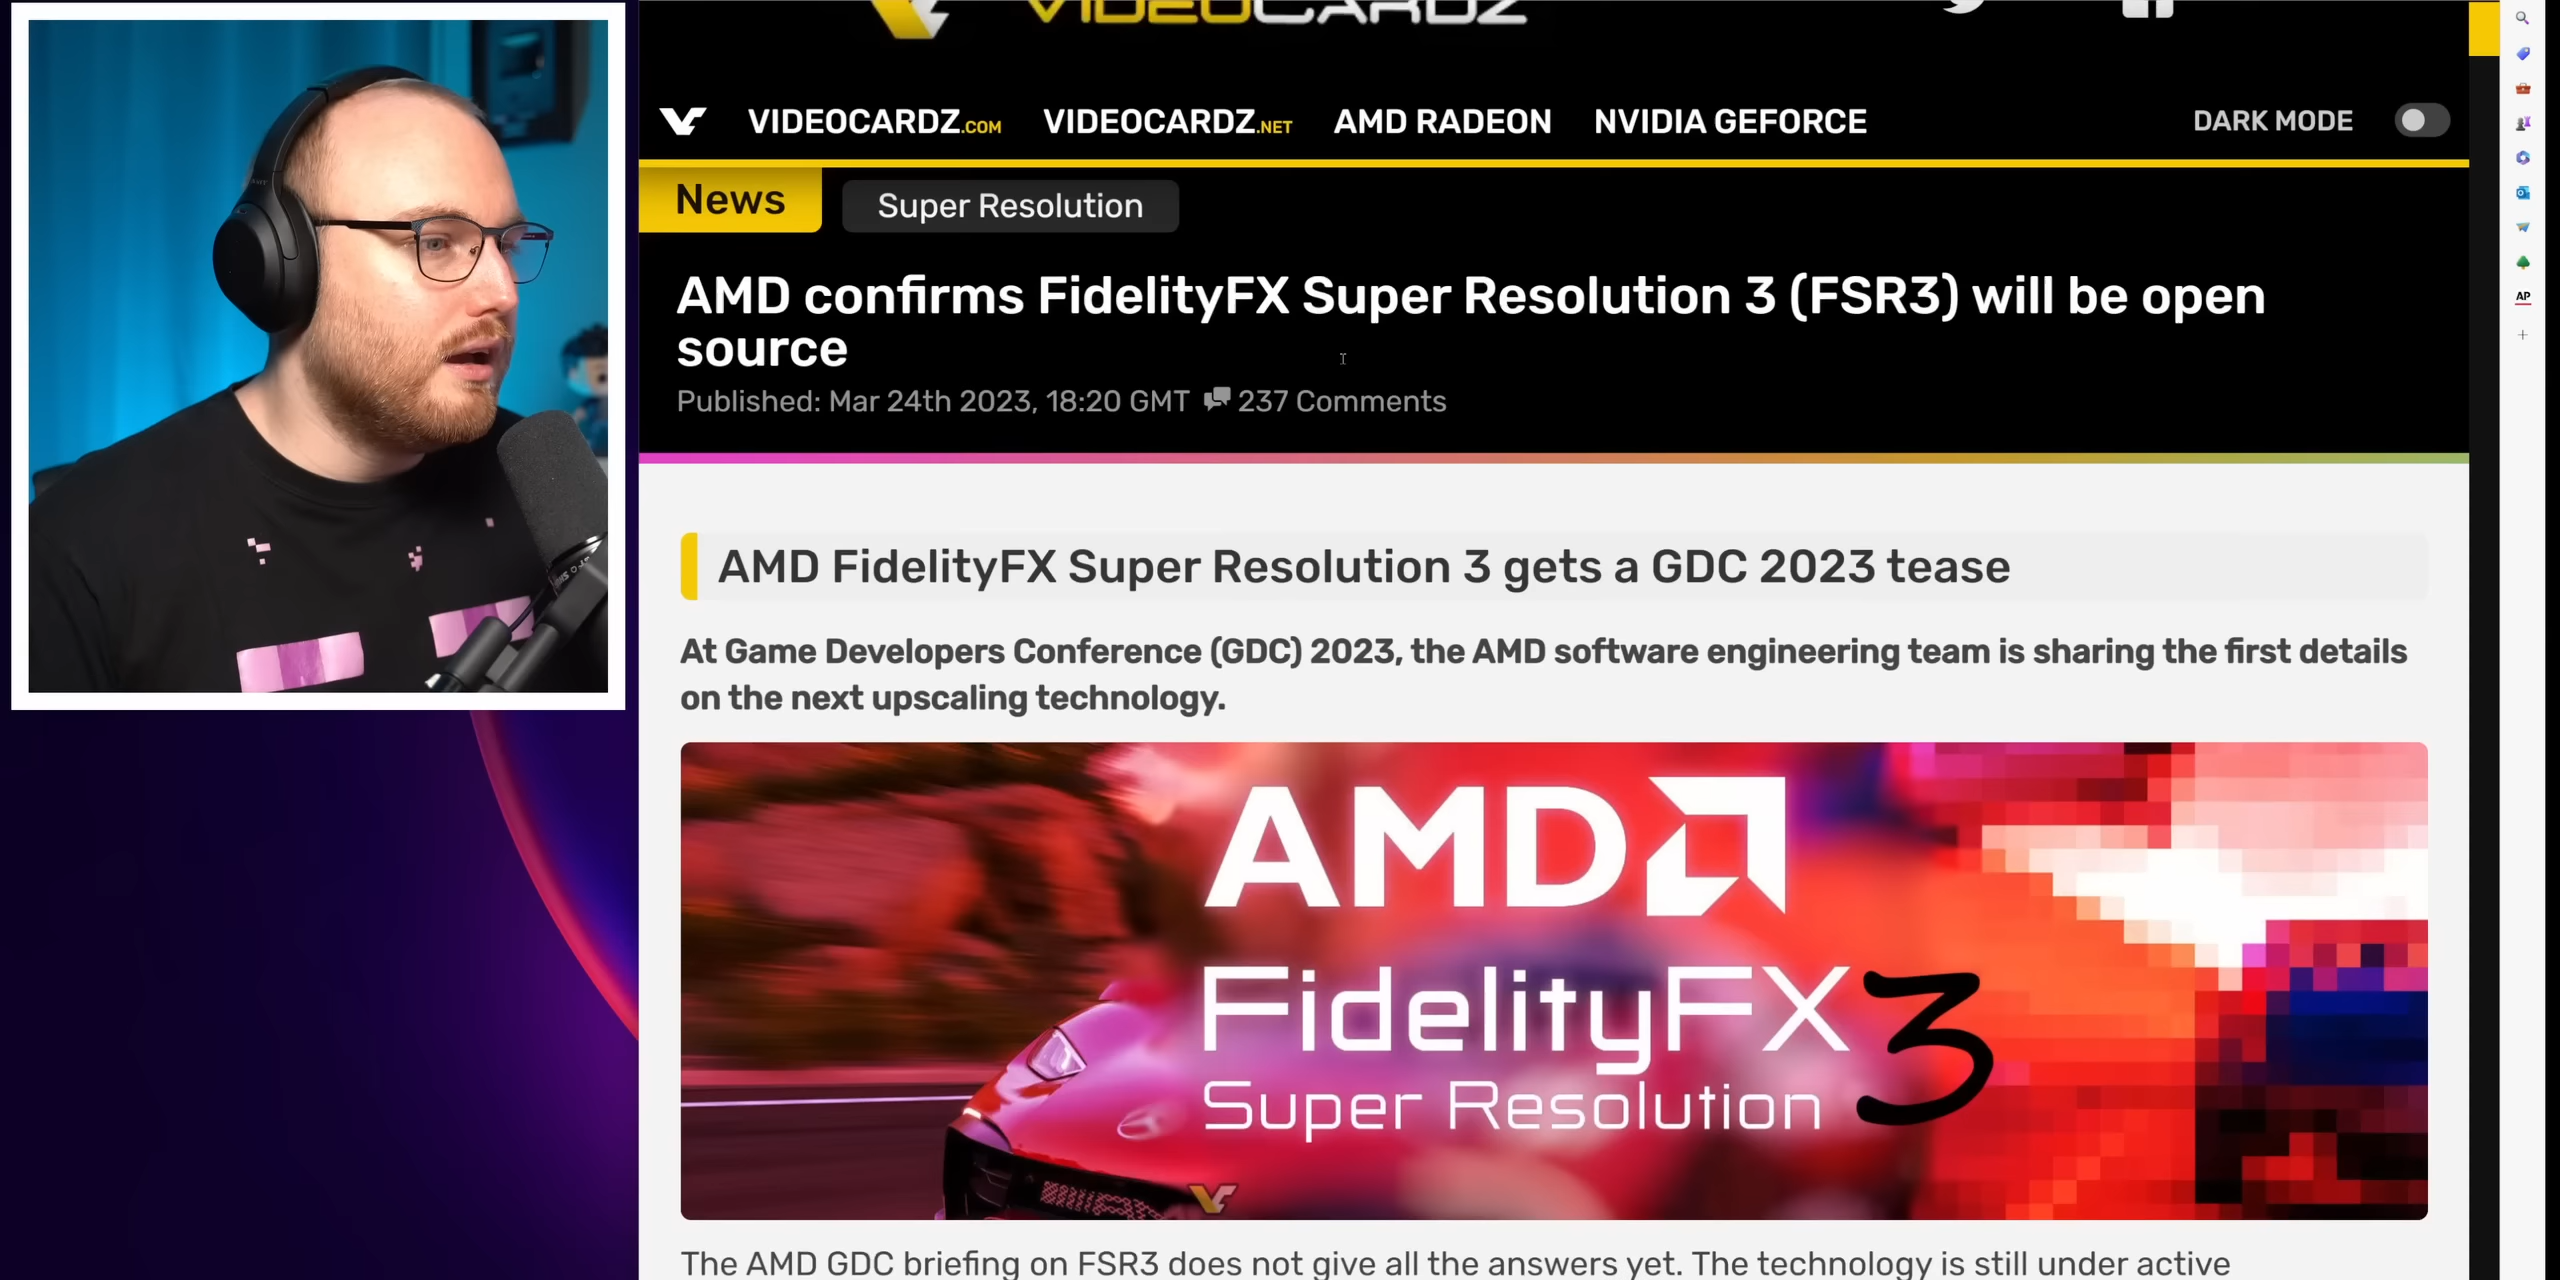 VIDEOCARDZ
VIDEOCARDZ.COM VIDEOCARDZ.NET AMD RADEON NVIDIA GEFORCE DARK MODE
News Super Resolution
AMD confirms FidelityFX Super Resolution 3 (FSR3) will be open
source
Published: Mar 24th 2023, 18:20 GMT 237 Comments
AMD FidelityFX Super Resolution 3 gets a GDC 2023 tease
At Game Developers Conference (GDC) 2023, the AMD software engineering team is sharing the first details
on the next upscaling technology.
AMD
FidelityFX 3
Super Resolution
The AMD GDC briefing on FSR3 does not give all the answers yet. The technology is still under active
AP